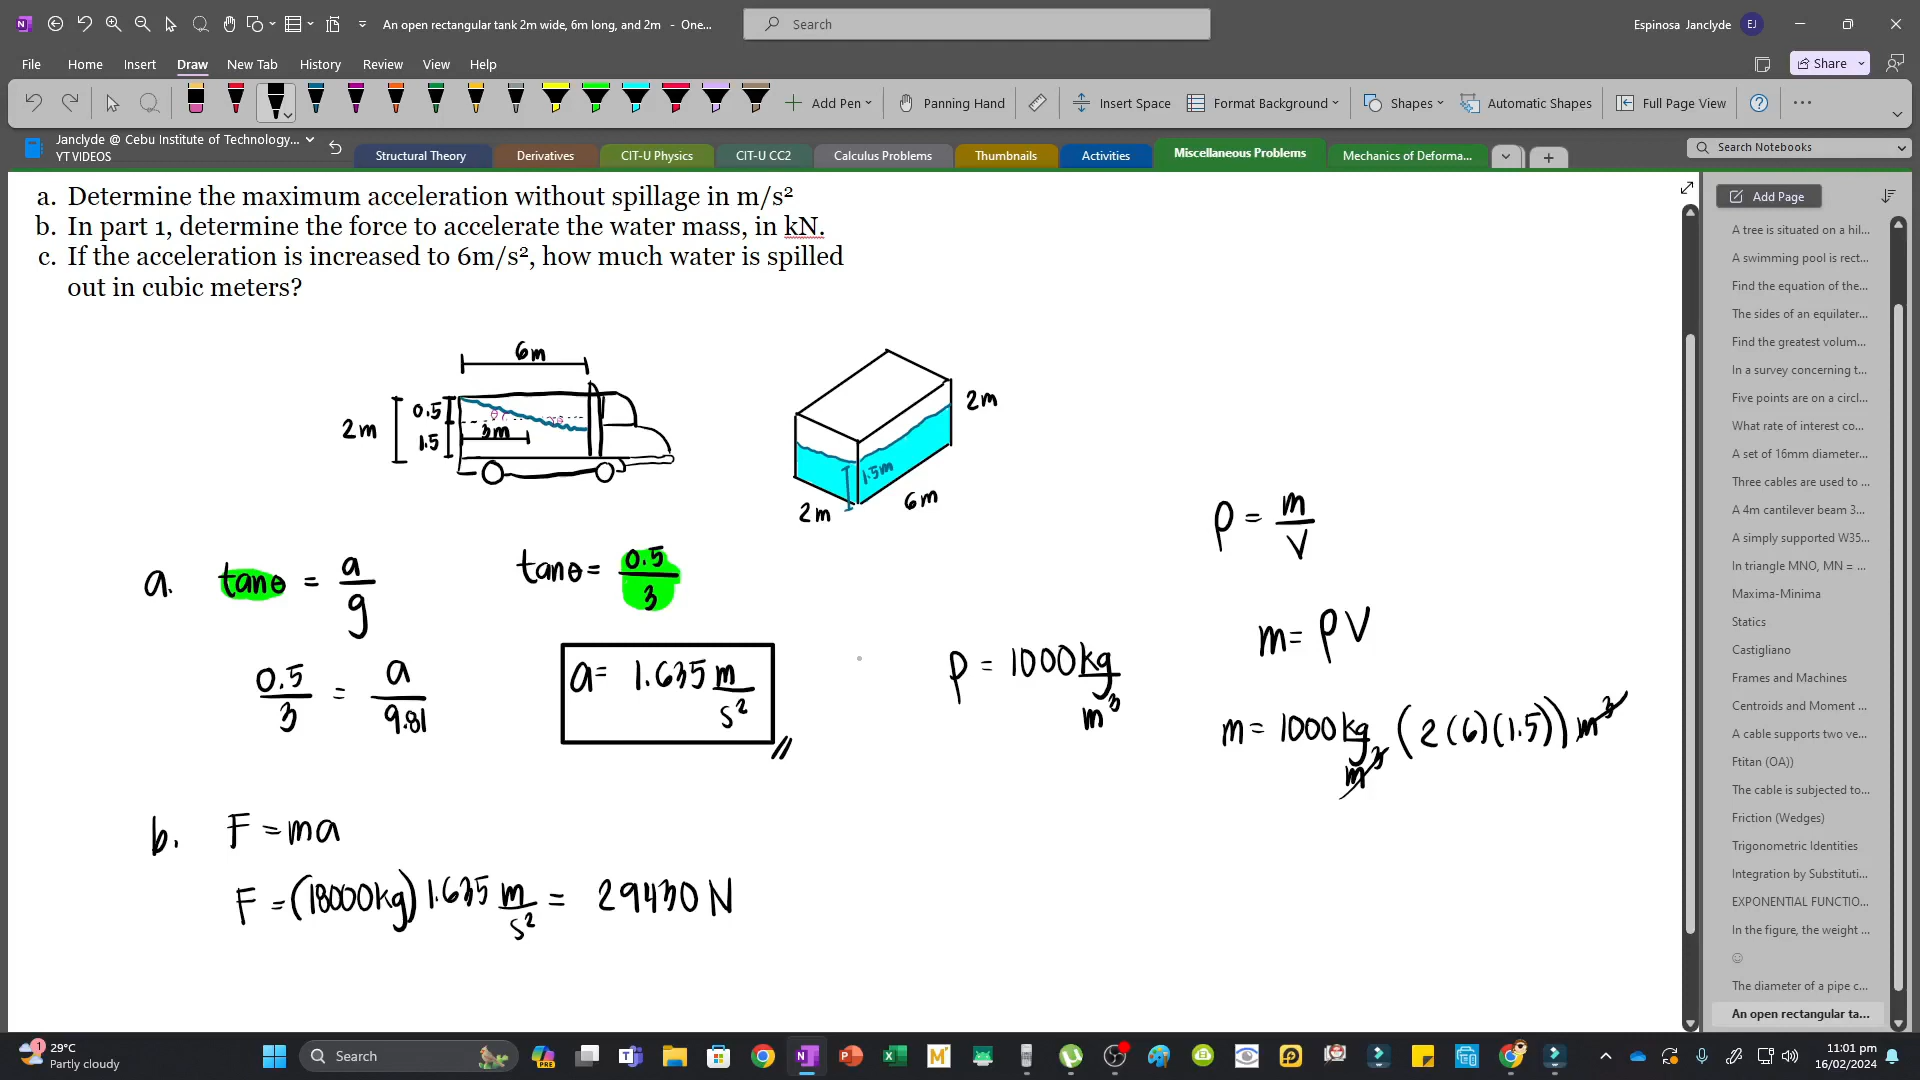 An open rectangular tank 2m wide, 6m long, and 2m - One...
Search
Espinosa Janclyde
EJ
File Home Insert Draw New Tab History Review View Help
Share
Add Pen
Panning Hand
Insert Space
Format Background
Shapes
Automatic Shapes
Full Page View
Janclyde @ Cebu Institute of Technology...
YT VIDEOS
Structural Theory
Derivatives
CIT-U Physics
CIT-U CC2
Calculus Problems
Thumbnails
Activities
Miscellaneous Problems
Mechanics of Deforma...
Search Notebooks
a. Determine the maximum acceleration without spillage in m/s²
b. In part 1, determine the force to accelerate the water mass, in kN.
c. If the acceleration is increased to 6m/s², how much water is spilled
out in cubic meters?
6m
2m
0.5
1.5
θ
3m
2m
1.5m
2m
6m
a. tanθ = a/g
tanθ = 0.5/3
0.5/3 = a/9.81
a = 1.635 m/s²
ρ = 1000 kg/m³
ρ = m/V
m = ρV
m = 1000 kg/m³ (2(6)(1.5)) m³
b. F = ma
F = (18000kg) 1.635 m/s² = 29430 N
Add Page
A tree is situated on a hil...
A swimming pool is rect...
Find the equation of the...
The sides of an equilater...
Find the greatest volum...
In a survey concerning t...
Five points are on a circl...
What rate of interest co...
A set of 16mm diameter...
Three cables are used to ...
A 4m cantilever beam 3...
A simply supported W35...
In triangle MNO, MN = ...
Maxima-Minima
Statics
Castigliano
Frames and Machines
Centroids and Moment ...
A cable supports two ve...
Ftitan (OA))
The cable is subjected to...
Friction (Wedges)
Trigonometric Identities
Integration by Substituti...
EXPONENTIAL FUNCTIO...
In the figure, the weight ...
The diameter of a pipe c...
An open rectangular ta...
1
29°C
Partly cloudy
Search
PRE
11:01 pm
16/02/2024